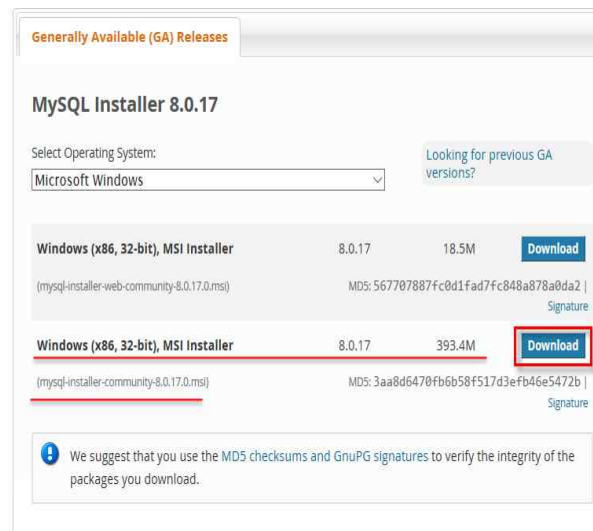 Generally Available (GA) Releases
MySQL Installer 8.0.17
Select Operating System:
Looking for previous GA
versions?
Microsoft Windows
Windows (x86, 32-bit), MSI Installer 8.0.17 18.5M Download
(mysql-installer-web-community-8.0.17.0.msi) MD5: 567707887fc0d1fad7fc848a878a0da2 |
Signature
Windows (x86, 32-bit), MSI Installer 8.0.17 393.4M Download
(mysql-installer-community-8.0.17.0.msi) MD5: 3aa8d6470fb6b58f517d3efb46e5472b |
Signature
We suggest that you use the MD5 checksums and GnuPG signatures to verify the integrity of the
packages you download.